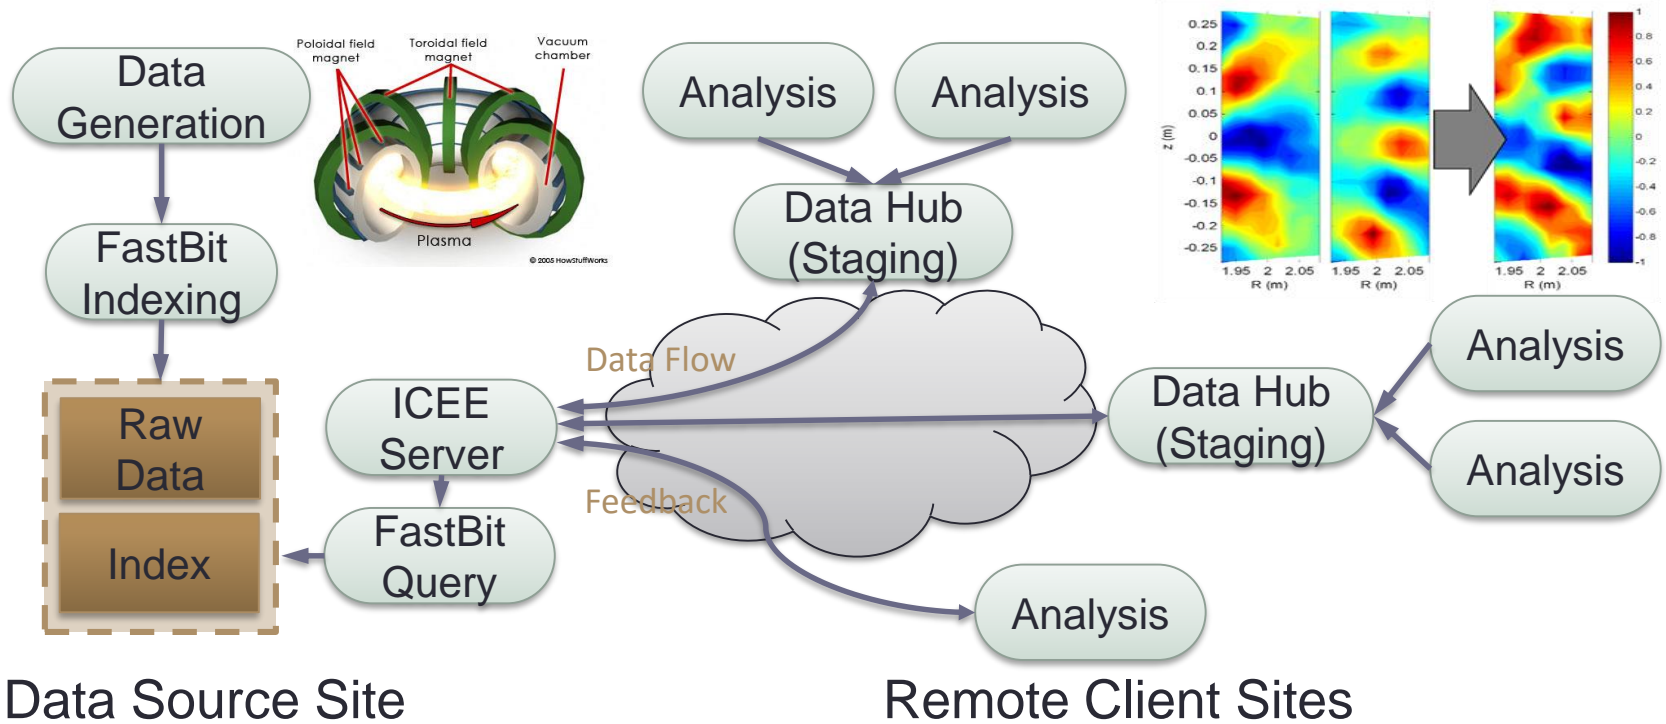 Data
Generation
FastBit
Indexing
Raw
Data
Index
Poloidal field
magnet
Toroidal field
magnet
Vacuum
chamber
Plasma
© 2005 HowStuffWorks
ICEE
Server
FastBit
Query
Data Flow
Feedback
Analysis
Analysis
Data Hub
(Staging)
Data Hub
(Staging)
Analysis
Analysis
Analysis
z (m)
0.25
0.2
0.15
0.1
0.05
0
-0.05
-0.1
-0.15
-0.2
-0.25
1.95 2 2.05
R (m)
1.95 2 2.05
R (m)
1.95 2 2.05
R (m)
1
0.8
0.6
0.4
0.2
0
-0.2
-0.4
-0.6
-0.8
-1
Data Source Site
Remote Client Sites